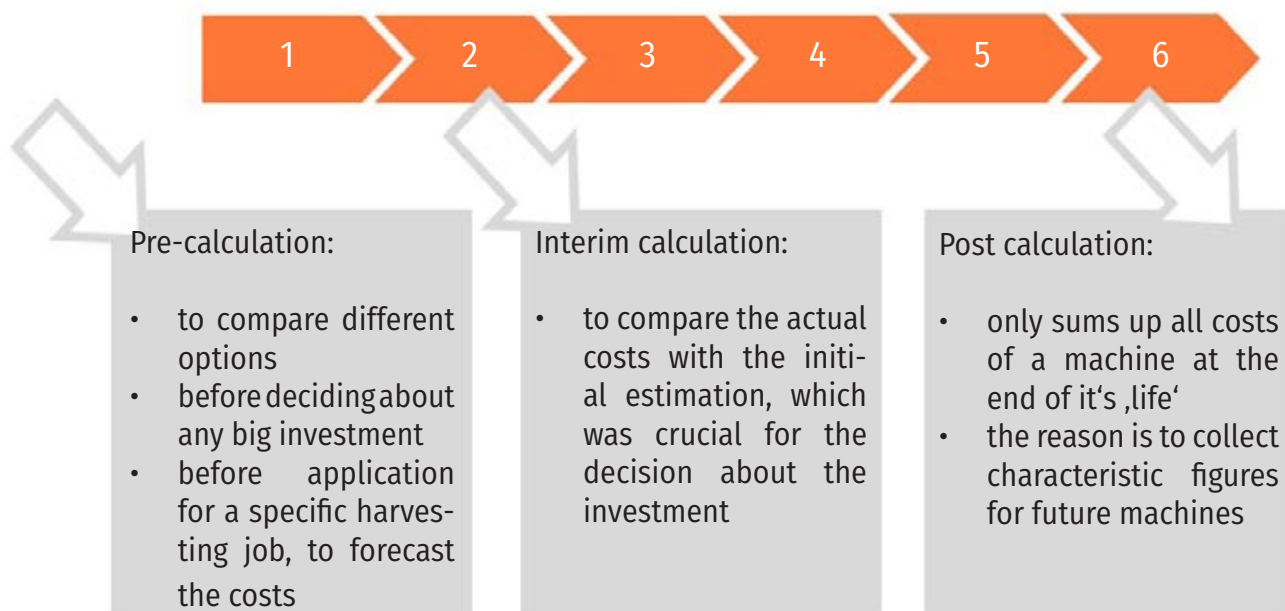 1 2 3 4 5 6
Pre-calculation:
• to compare different
options
• before deciding about
any big investment
• before application
for a specific harves-
ting job, to forecast
the costs
Interim calculation:
• to compare the actual
costs with the initi-
al estimation, which
was crucial for the
decision about the
investment
Post calculation:
• only sums up all costs
of a machine at the
end of it‘s ‚life‘
• the reason is to collect
characteristic figures
for future machines